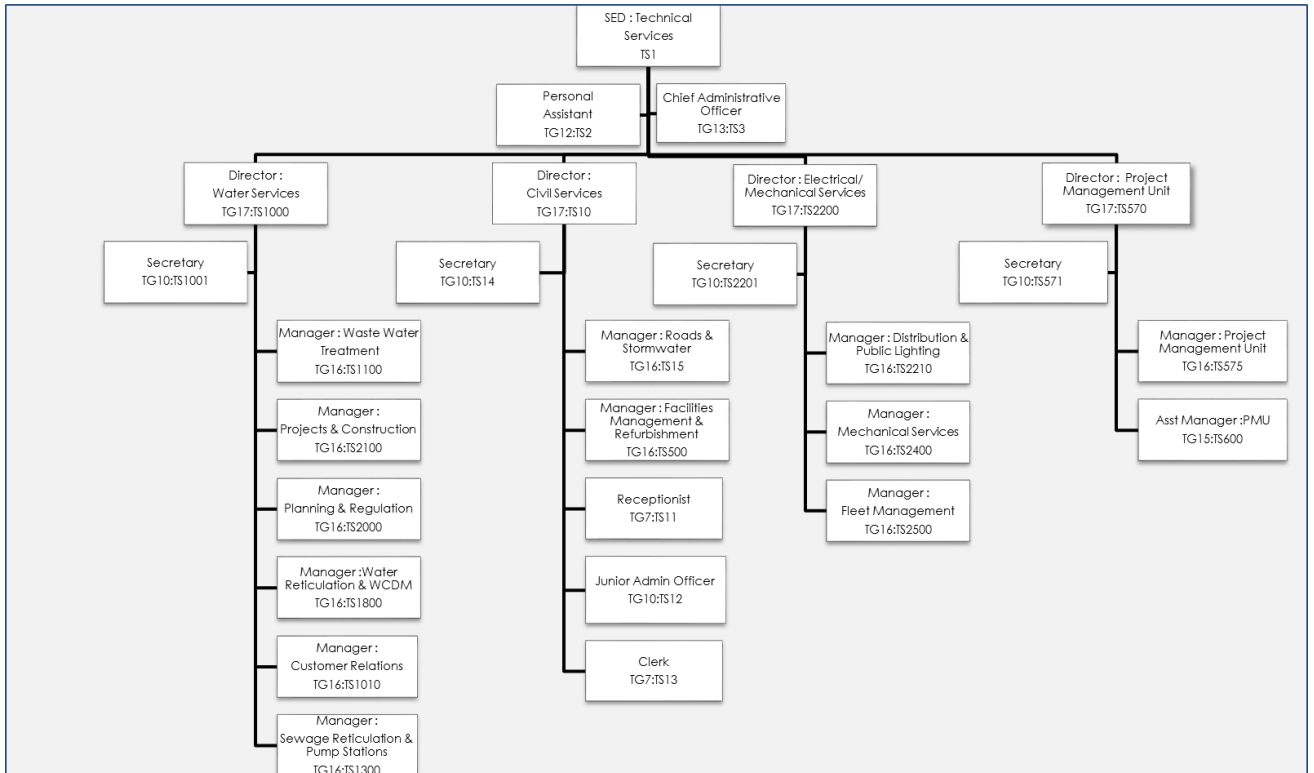 SED : Technical
Services
TS1
Personal
Assistant
TG12:TS2
Chief Administrative
Officer
TG13:TS3
Director :
Water Services
TG17:TS1000
Director :
Civil Services
TG17:TS10
Director : Electrical/
Mechanical Services
TG17:TS2200
Director : Project
Management Unit
TG17:TS570
Secretary
TG10:TS1001
Secretary
TG10:TS14
Secretary
TG10:TS2201
Secretary
TG10:TS571
Manager : Waste Water
Treatment
TG16:TS1100
Manager :
Projects & Construction
TG16:TS2100
Manager :
Planning & Regulation
TG16:TS2000
Manager :Water
Reticulation & WCDM
TG16:TS1800
Manager :
Customer Relations
TG16:TS1010
Manager :
Sewage Reticulation &
Pump Stations
TG16:TS1300
Manager : Roads &
Stormwater
TG16:TS15
Manager : Facilities
Management &
Refurbishment
TG16:TS500
Receptionist
TG7:TS11
Junior Admin Officer
TG10:TS12
Clerk
TG7:TS13
Manager : Distribution &
Public Lighting
TG16:TS2210
Manager :
Mechanical Services
TG16:TS2400
Manager :
Fleet Management
TG16:TS2500
Manager : Project
Management Unit
TG16:TS575
Asst Manager :PMU
TG15:TS600